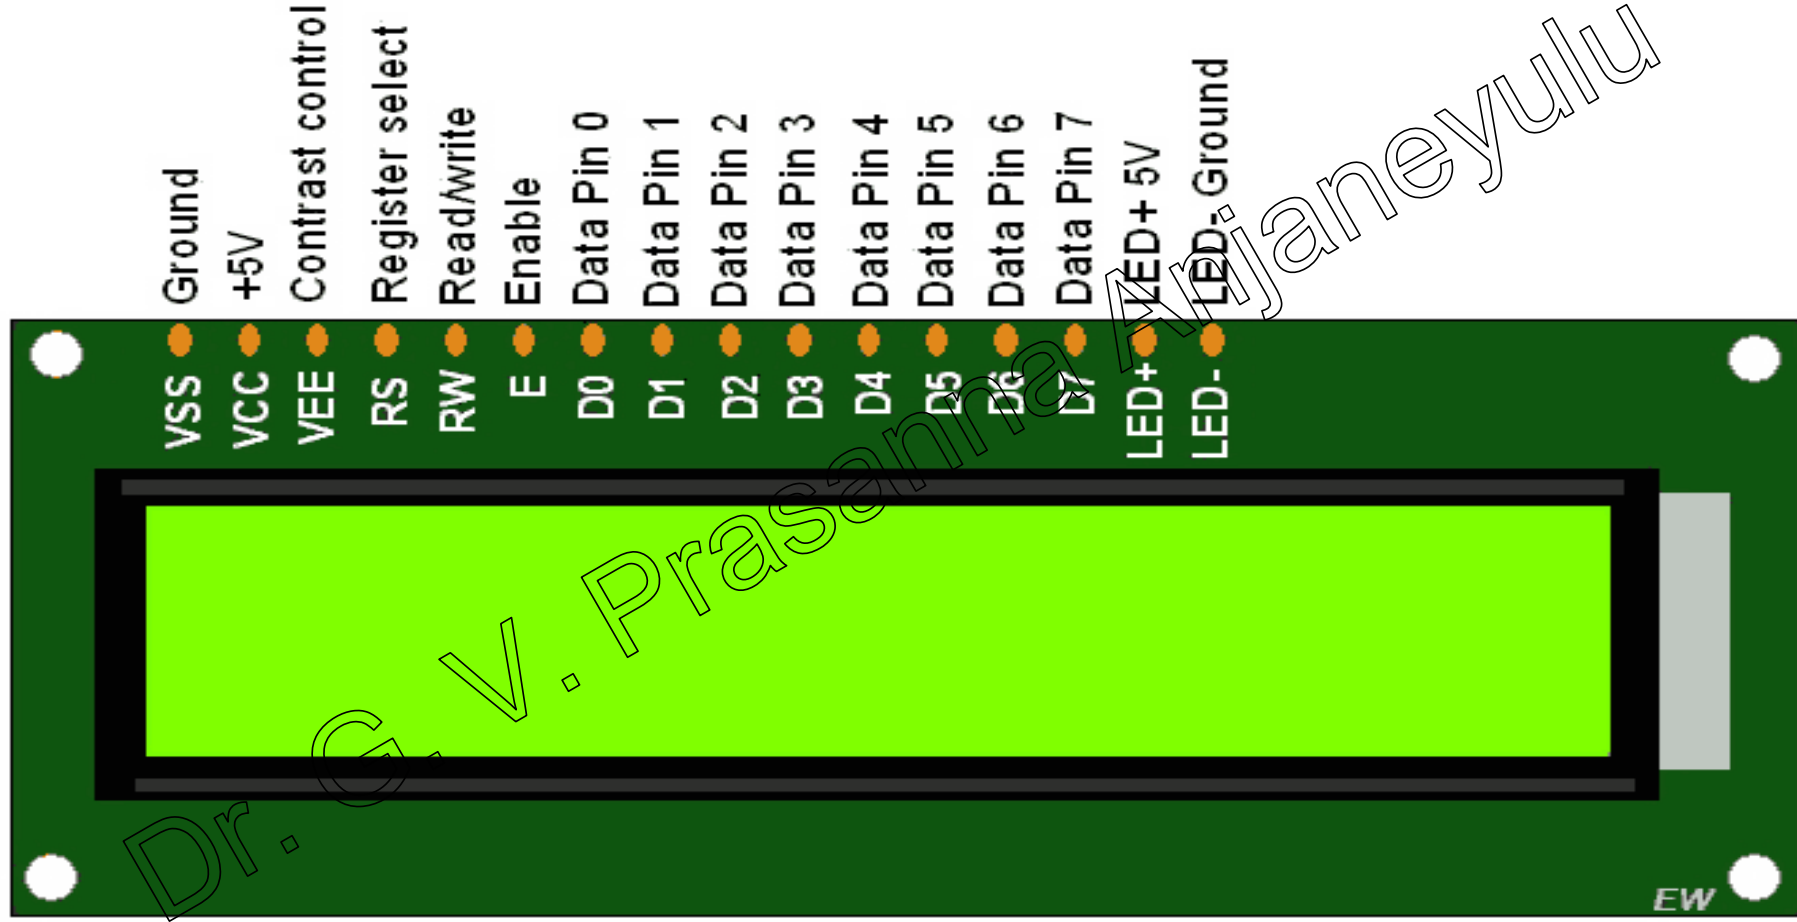 Ground
+5V
Contrast control
Register select
Read/write
Enable
Data Pin 0
Data Pin 1
Data Pin 2
Data Pin 3
Data Pin 4
Data Pin 5
Data Pin 6
Data Pin 7
LED+ 5V
LED- Ground
VSS
VCC
VEE
RS
RW
E
D0
D1
D2
D3
D4
D5
D6
D7
LED+
LED-
Dr. G. V. Prasanna Anjaneyulu
EW